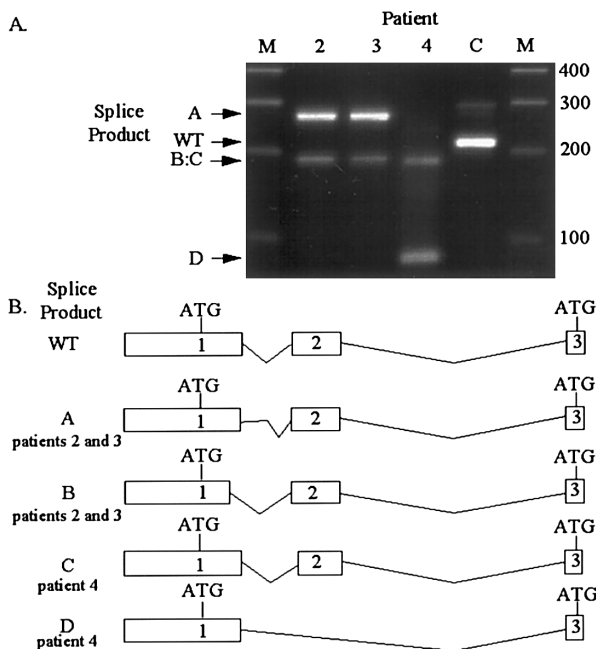 A.
Patient
M 2 3 4 C M
400
Splice Product
A
300
WT
200
B:C
100
D
B.
Splice Product
ATG ATG
WT 1 2 3
ATG ATG
A 1 2 3
patients 2 and 3
ATG ATG
B 1 2 3
patients 2 and 3
ATG ATG
C 1 2 3
patient 4
ATG ATG
D 1 3
patient 4